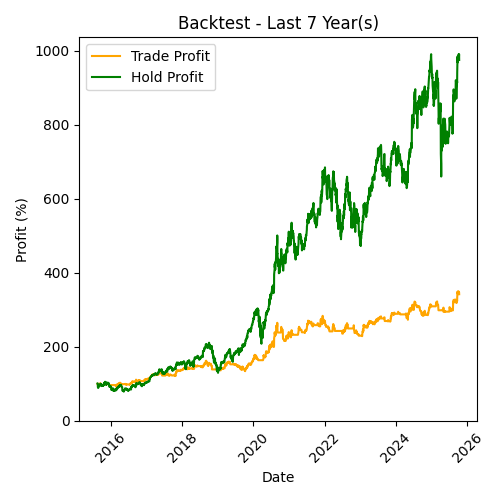 Backtest - Last 7 Year(s)
Trade Profit
Hold Profit
Profit (%)
1000
800
600
400
200
0
2016
2018
2020
2022
2024
2026
Date